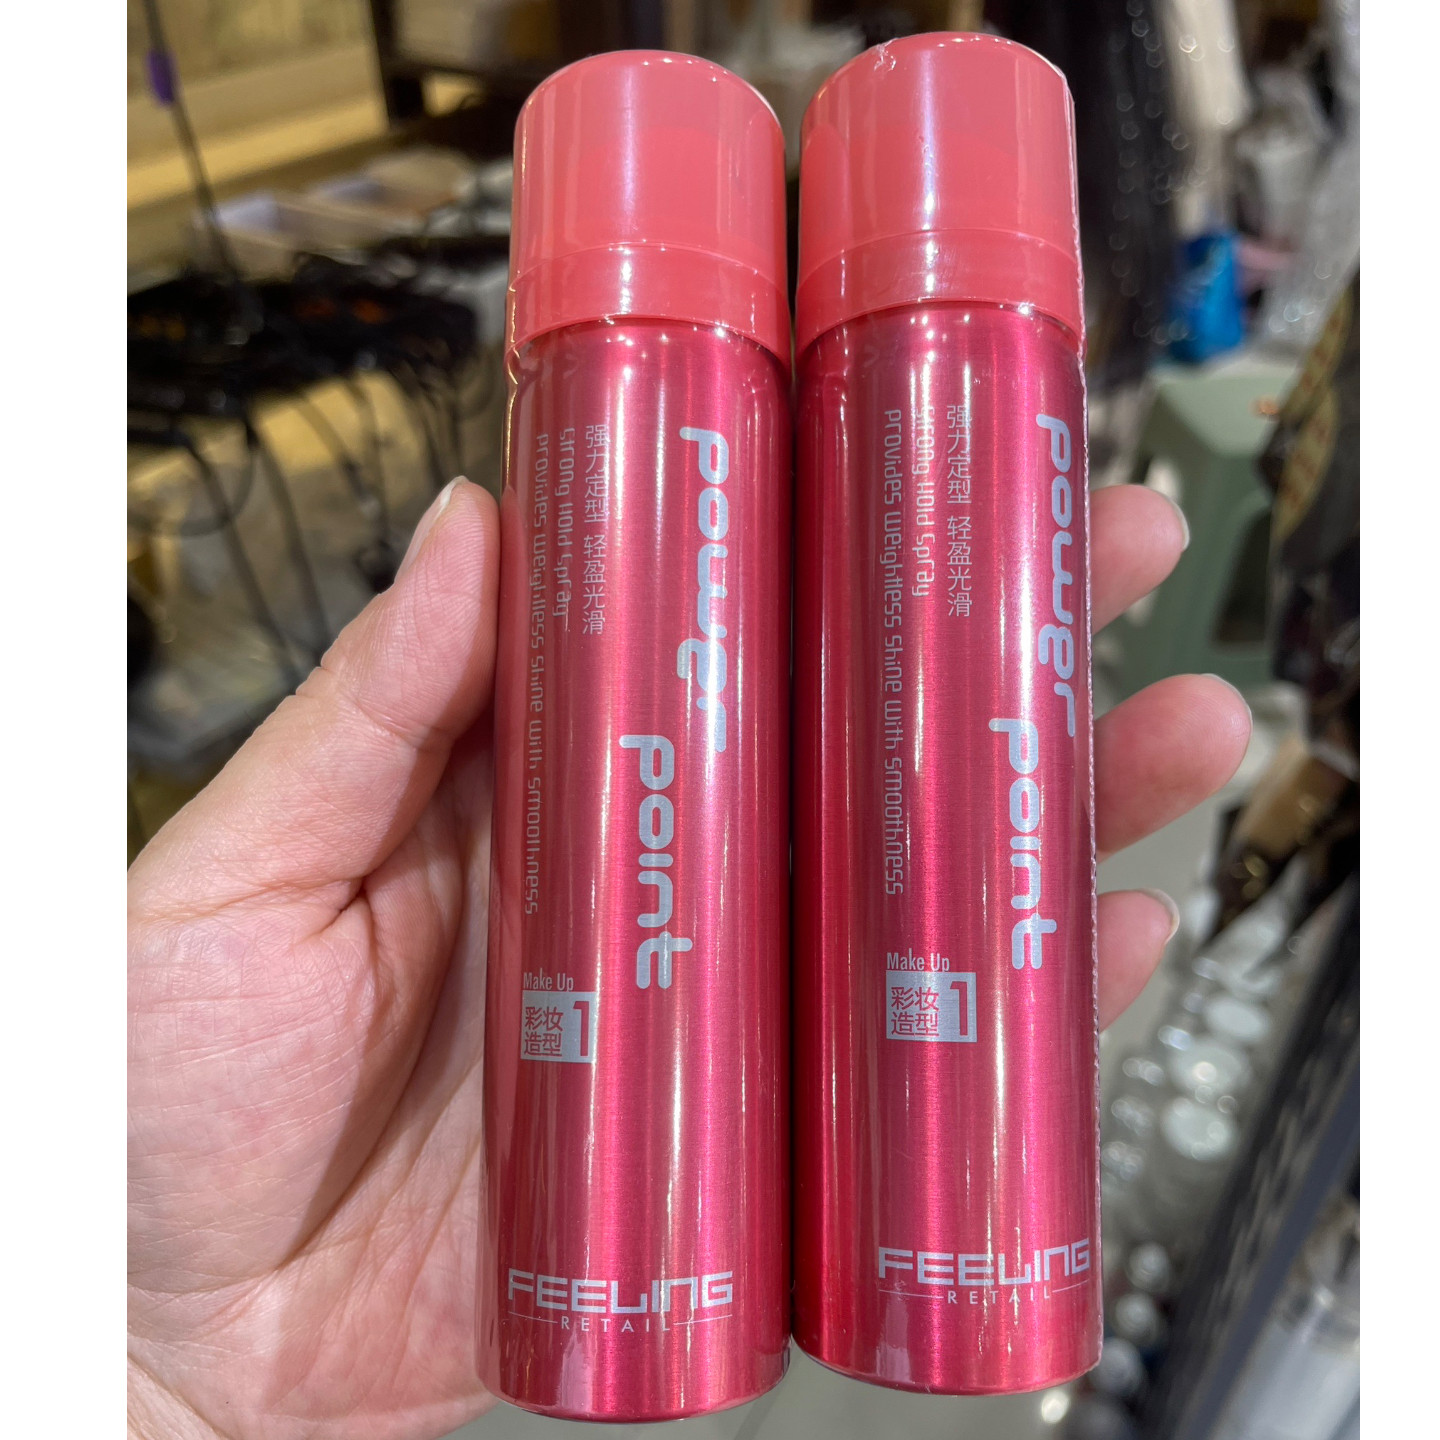 power
point
强力定型 轻盈光滑
Strong Hold Spray
Provides Weightless Shine With Smoothness
Make Up
彩妆
造型
1
FEELING
RETAIL
power
point
强力定型 轻盈光滑
Strong Hold Spray
Provides Weightless Shine With Smoothness
Make Up
彩妆
造型
1
FEELING
RETAIL